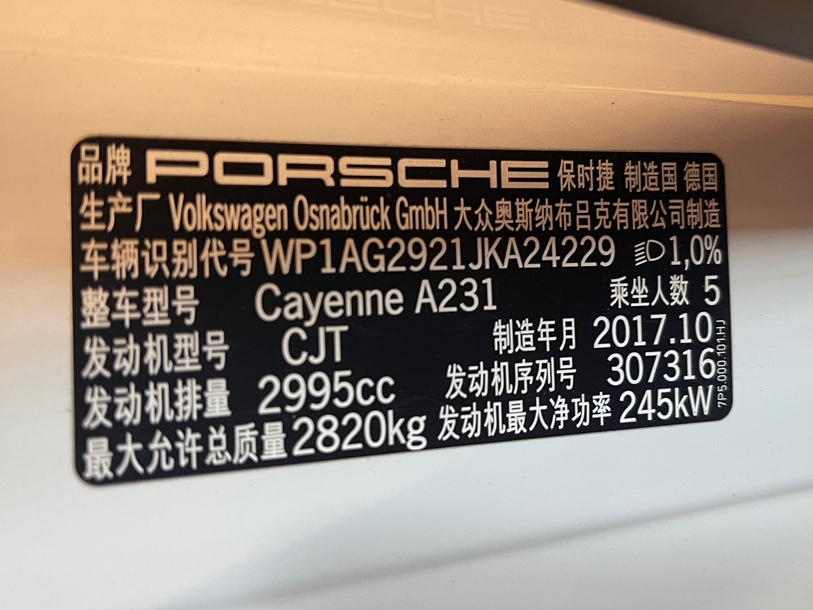 品牌 PORSCHE 保时捷 制造国 德国
生产厂 Volkswagen Osnabrück GmbH 大众奥斯纳布吕克有限公司制造
车辆识别代号 WP1AG2921JKA24229 1,0%
整车型号 Cayenne A231 乘坐人数 5
发动机型号 CJT 制造年月 2017.10
发动机排量 2995cc 发动机序列号 307316
最大允许总质量 2820kg 发动机最大净功率 245kW
7P5.000.101.HJ